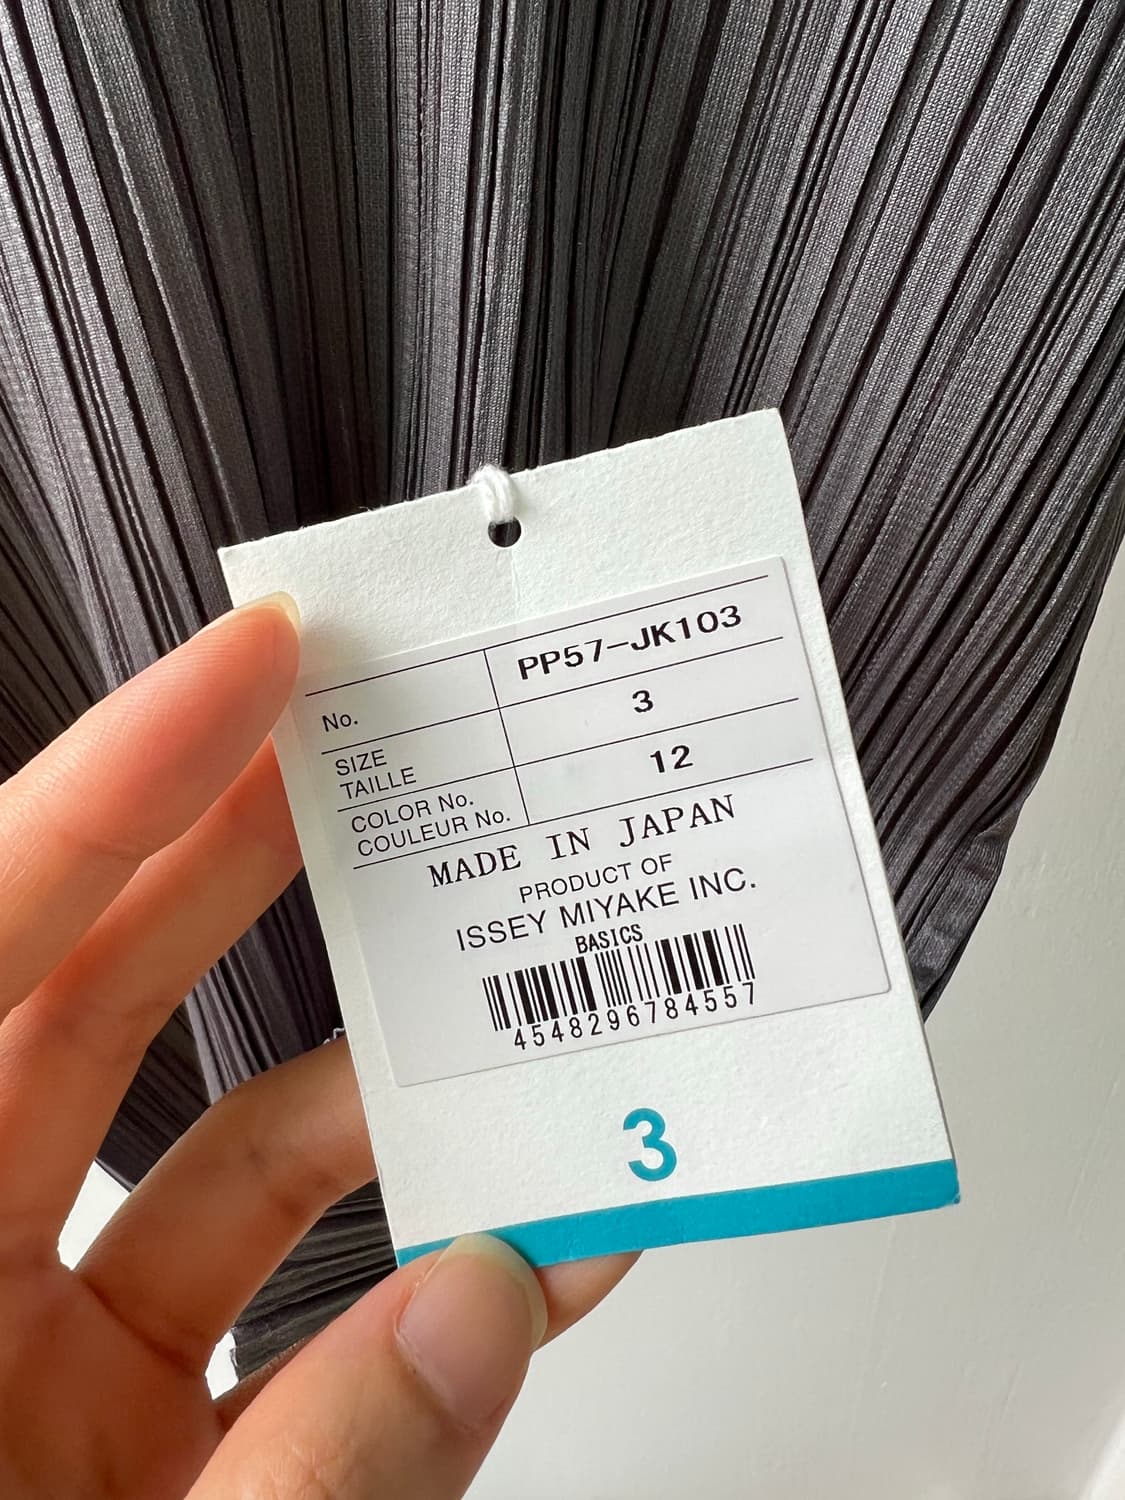 No. PP57-JK103
SIZE
TAILLE 3
COLOR No.
COULEUR No. 12
MADE IN JAPAN
PRODUCT OF
ISSEY MIYAKE INC.
BASICS
4548296784557
3